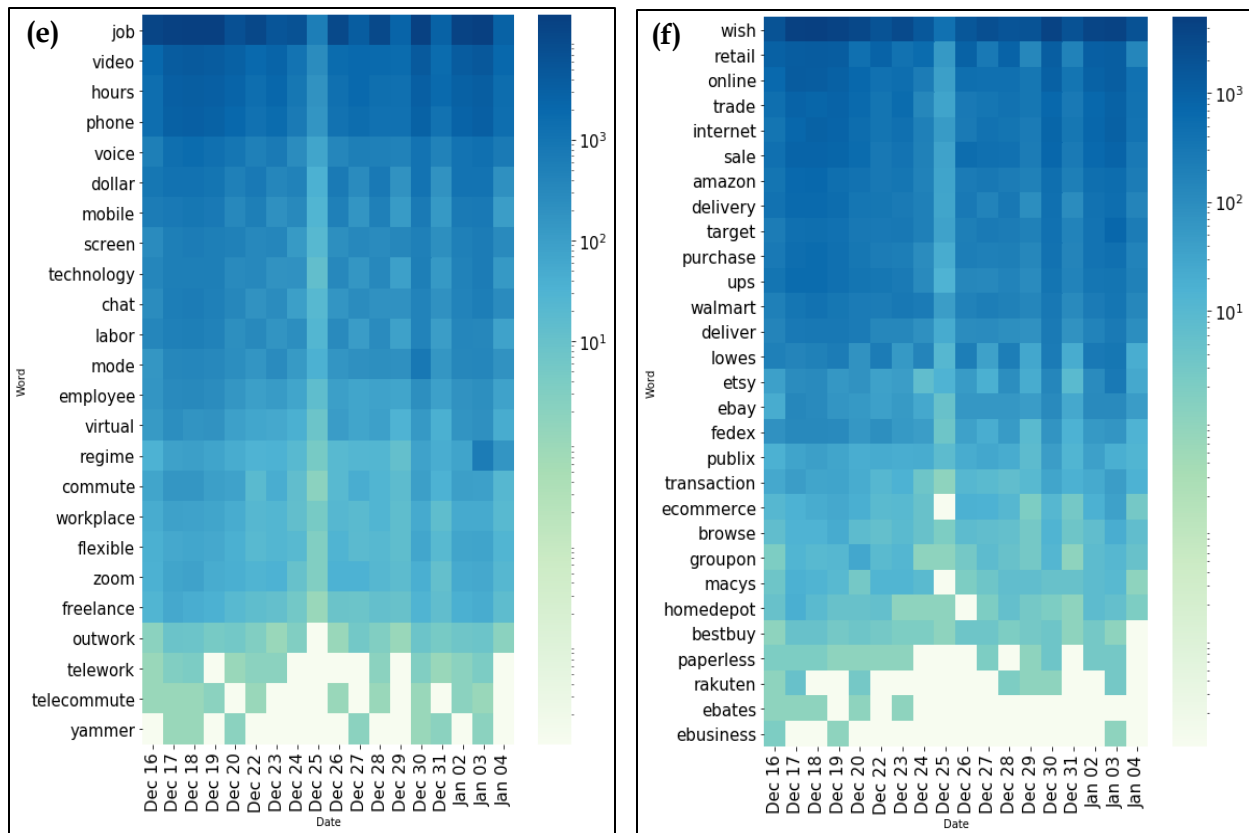 (e)
job
video
hours
phone
voice
dollar
mobile
screen
technology
chat
labor
mode
employee
virtual
regime
commute
workplace
flexible
zoom
freelance
outwork
telework
telecommute
yammer
Word
Dec 16
Dec 17
Dec 18
Dec 19
Dec 20
Dec 22
Dec 23
Dec 24
Dec 25
Dec 26
Dec 27
Dec 28
Dec 29
Dec 30
Dec 31
Jan 02
Jan 03
Jan 04
Date
10³
10²
10¹
(f)
wish
retail
online
trade
internet
sale
amazon
delivery
target
purchase
ups
walmart
deliver
lowes
etsy
ebay
fedex
publix
transaction
ecommerce
browse
groupon
macys
homedepot
bestbuy
paperless
rakuten
ebates
ebusiness
Word
Dec 16
Dec 17
Dec 18
Dec 19
Dec 20
Dec 22
Dec 23
Dec 24
Dec 25
Dec 26
Dec 27
Dec 28
Dec 29
Dec 30
Dec 31
Jan 02
Jan 03
Jan 04
Date
10³
10²
10¹